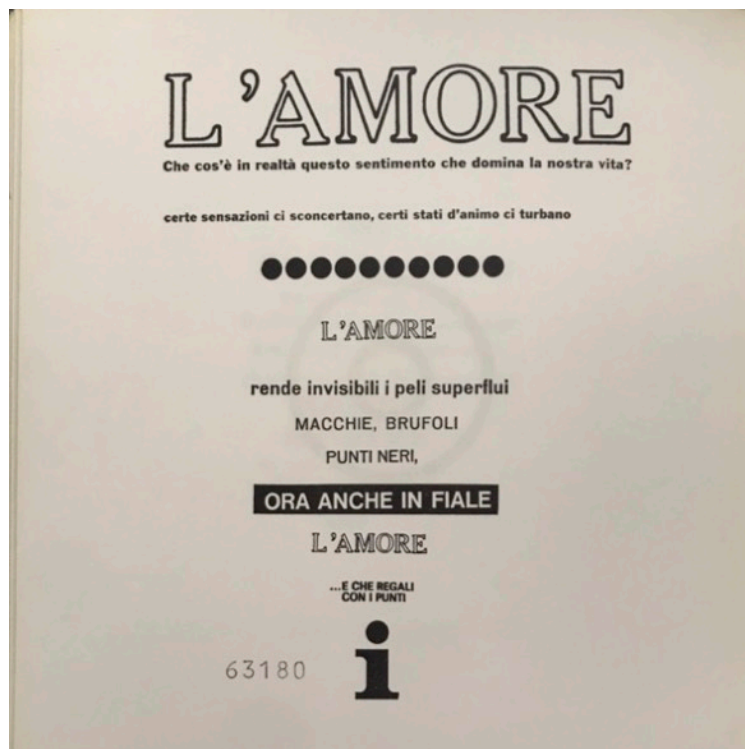 L'AMORE
Che cos'è in realtà questo sentimento che domina la nostra vita?
certe sensazioni ci sconcertano, certi stati d'animo ci turbano
L'AMORE
rende invisibili i peli superflui
MACCHIE, BRUFOLI
PUNTI NERI,
ORA ANCHE IN FIALE
L'AMORE
...E CHE REGALI
CON I PUNTI
i
63180